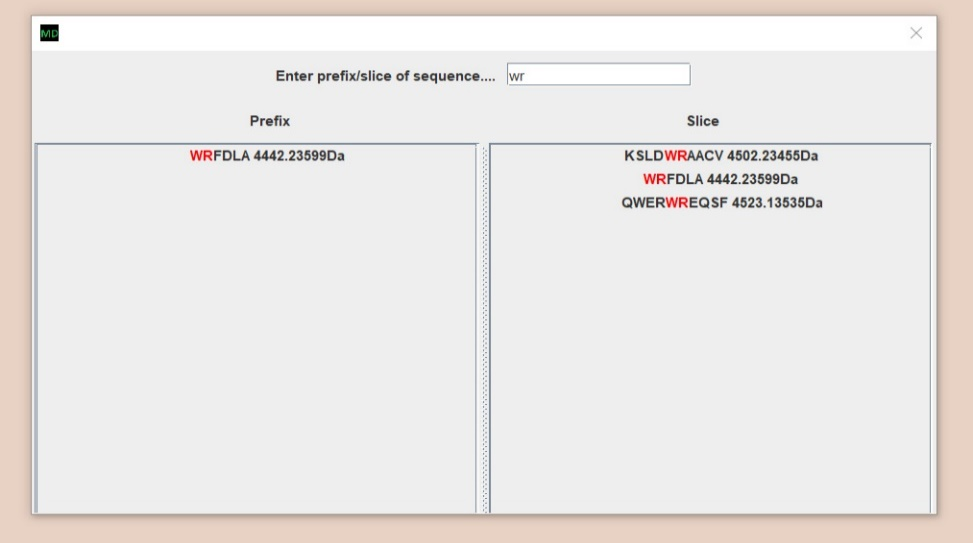 MD
Enter prefix/slice of sequence.... wr
Prefix
WRFDLA 4442.23599Da
Slice
KSLDWRAACV 4502.23455Da
WRFDLA 4442.23599Da
QWERWREQSF 4523.13535Da